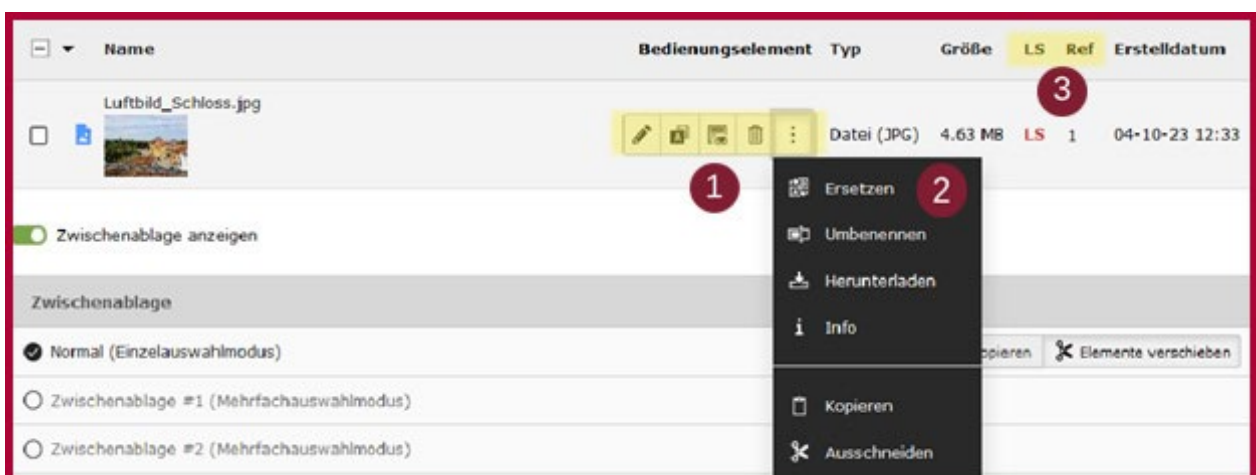 Name Bedienungselement Typ Größe LS Ref Erstelldatum
3
Luftbild_Schloss.jpg
Datei (JPG) 4.63 MB LS 1 04-10-23 12:33
1
Ersetzen 2
Zwischenablage anzeigen Umbenennen
Herunterladen
Zwischenablage
Info
Normal (Einzelauswahlmodus) opieren Elemente verschieben
Zwischenablage #1 (Mehrfachauswahlmodus) Kopieren
Zwischenablage #2 (Mehrfachauswahlmodus) Ausschneiden